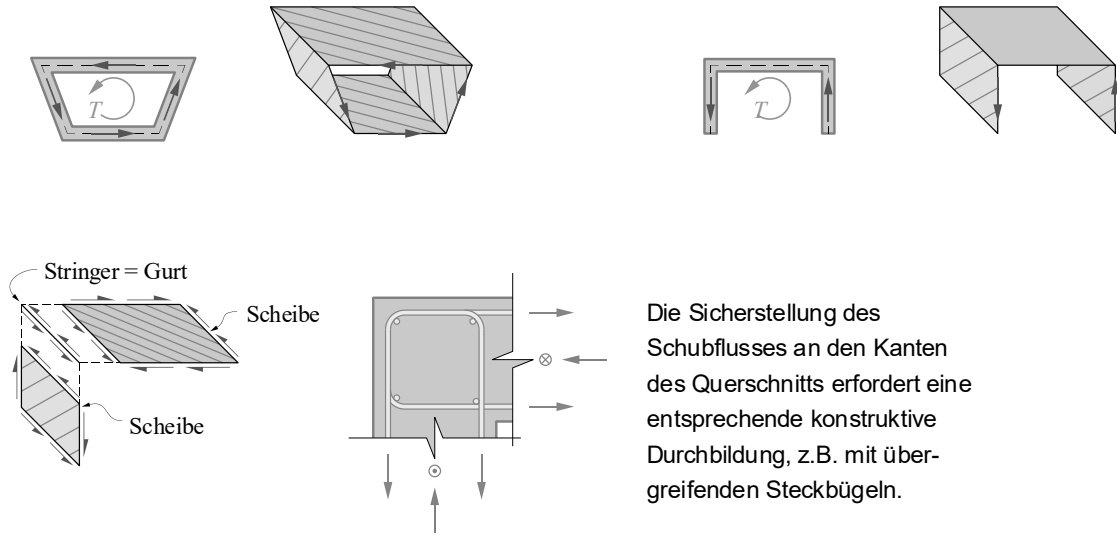 T
T
Stringer = Gurt
Scheibe
Scheibe
Die Sicherstellung des
Schubflusses an den Kanten
des Querschnitts erfordert eine
entsprechende konstruktive
Durchbildung, z.B. mit über-
greifenden Steckbügeln.